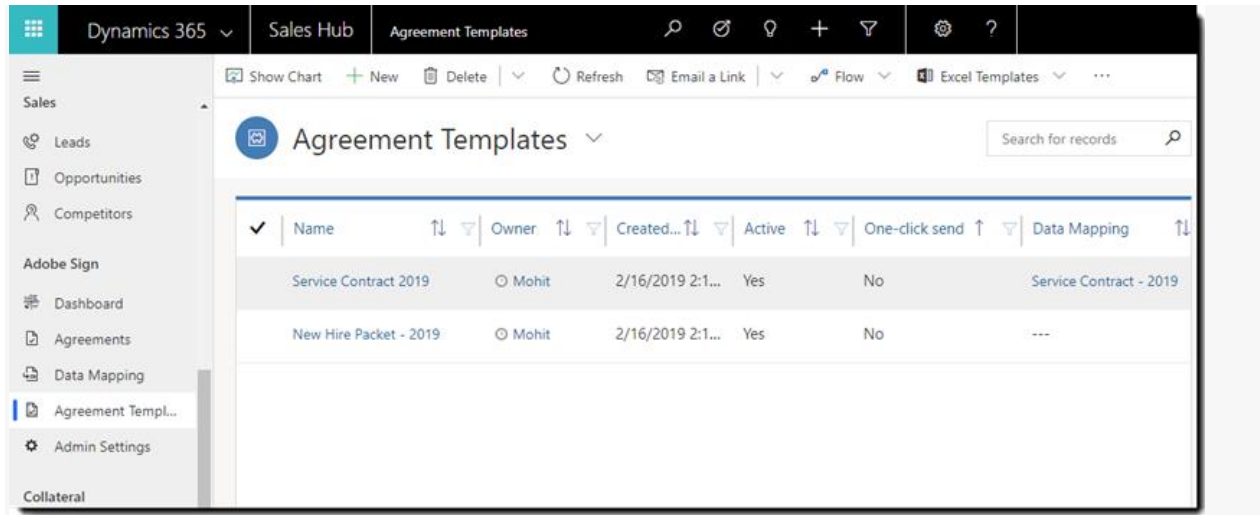 Dynamics 365 Sales Hub Agreement Templates ?
Show Chart New Delete Refresh Email a Link Flow Excel Templates ...
Sales
Leads
Opportunities
Competitors
Adobe Sign
Dashboard
Agreements
Data Mapping
Agreement Templ...
Admin Settings
Collateral
Agreement Templates
Search for records
Name Owner Created... Active One-click send Data Mapping
Service Contract 2019 Mohit 2/16/2019 2:1... Yes No Service Contract - 2019
New Hire Packet - 2019 Mohit 2/16/2019 2:1... Yes No ---